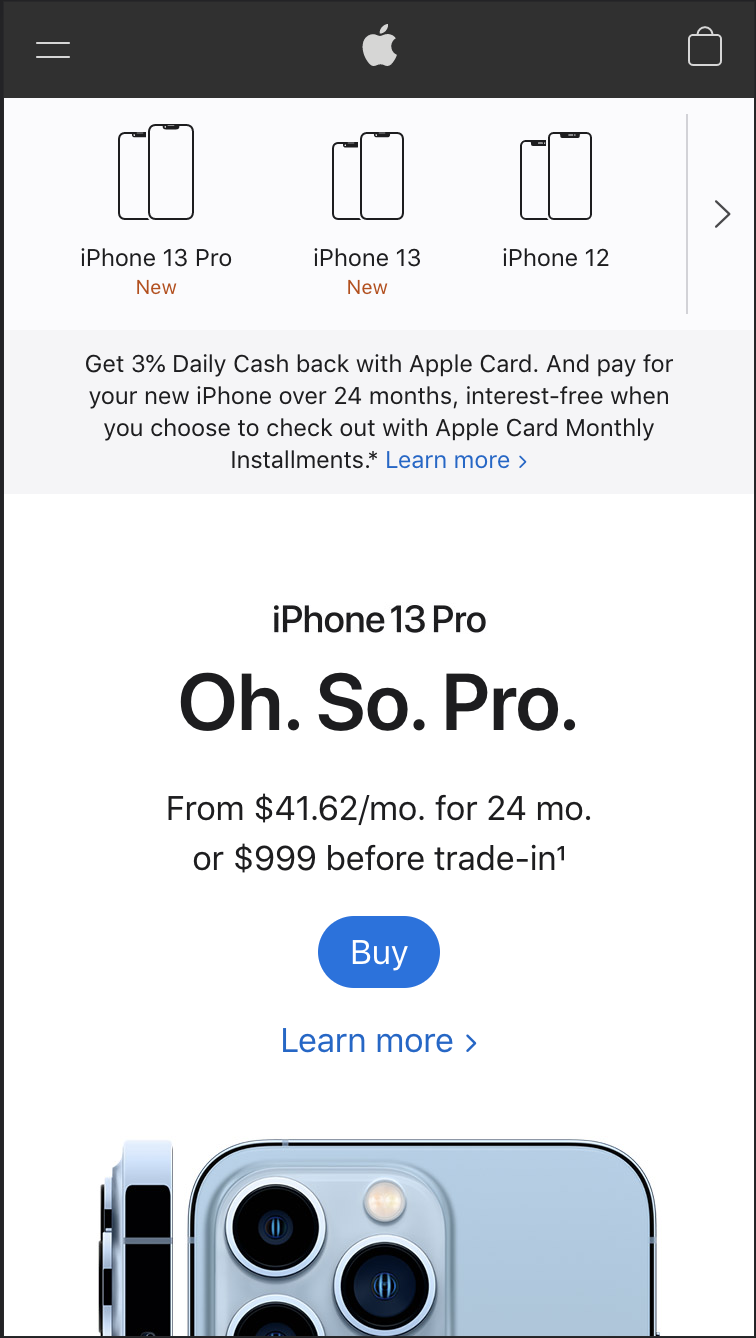 iPhone 13 Pro
New
iPhone 13
New
iPhone 12
Get 3% Daily Cash back with Apple Card. And pay for
your new iPhone over 24 months, interest-free when
you choose to check out with Apple Card Monthly
Installments.* Learn more >
iPhone 13 Pro
Oh. So. Pro.
From $41.62/mo. for 24 mo.
or $999 before trade-in¹
Buy
Learn more >